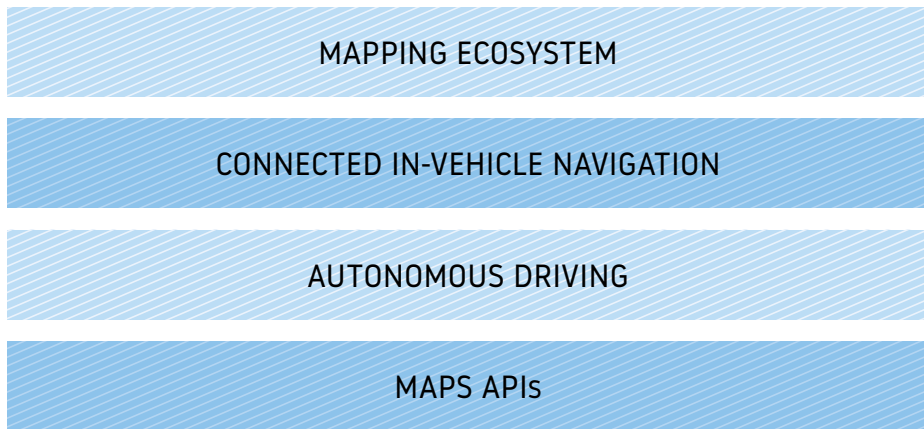 MAPPING ECOSYSTEM
CONNECTED IN-VEHICLE NAVIGATION
AUTONOMOUS DRIVING
MAPS APIs